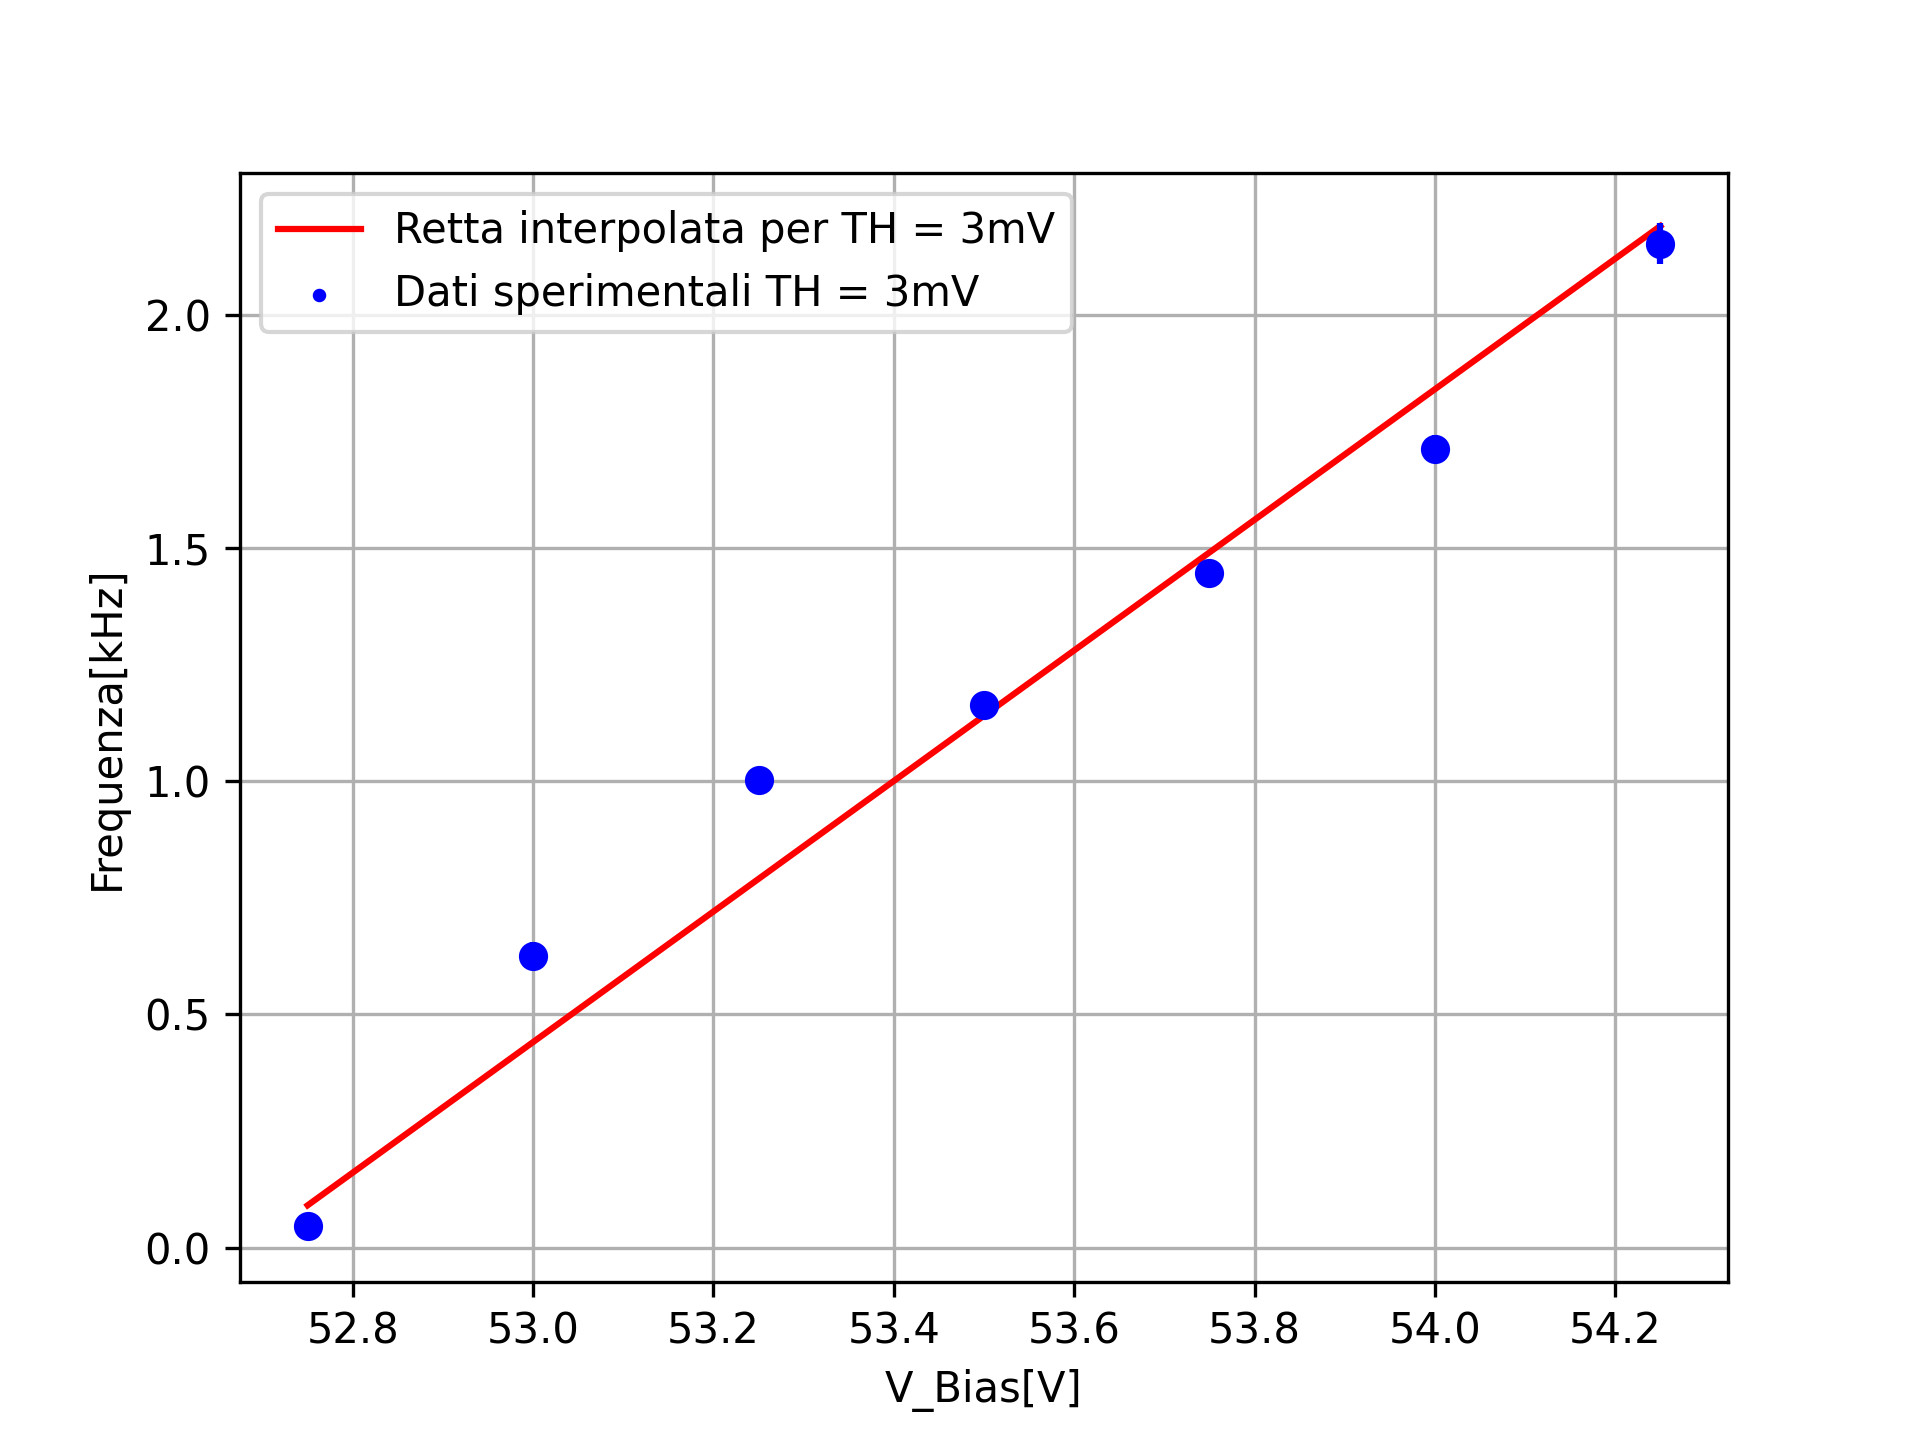 Retta interpolata per TH = 3mV
Dati sperimentali TH = 3mV
2.0
1.5
1.0
0.5
0.0
Frequenza[kHz]
52.8 53.0 53.2 53.4 53.6 53.8 54.0 54.2
V_Bias[V]